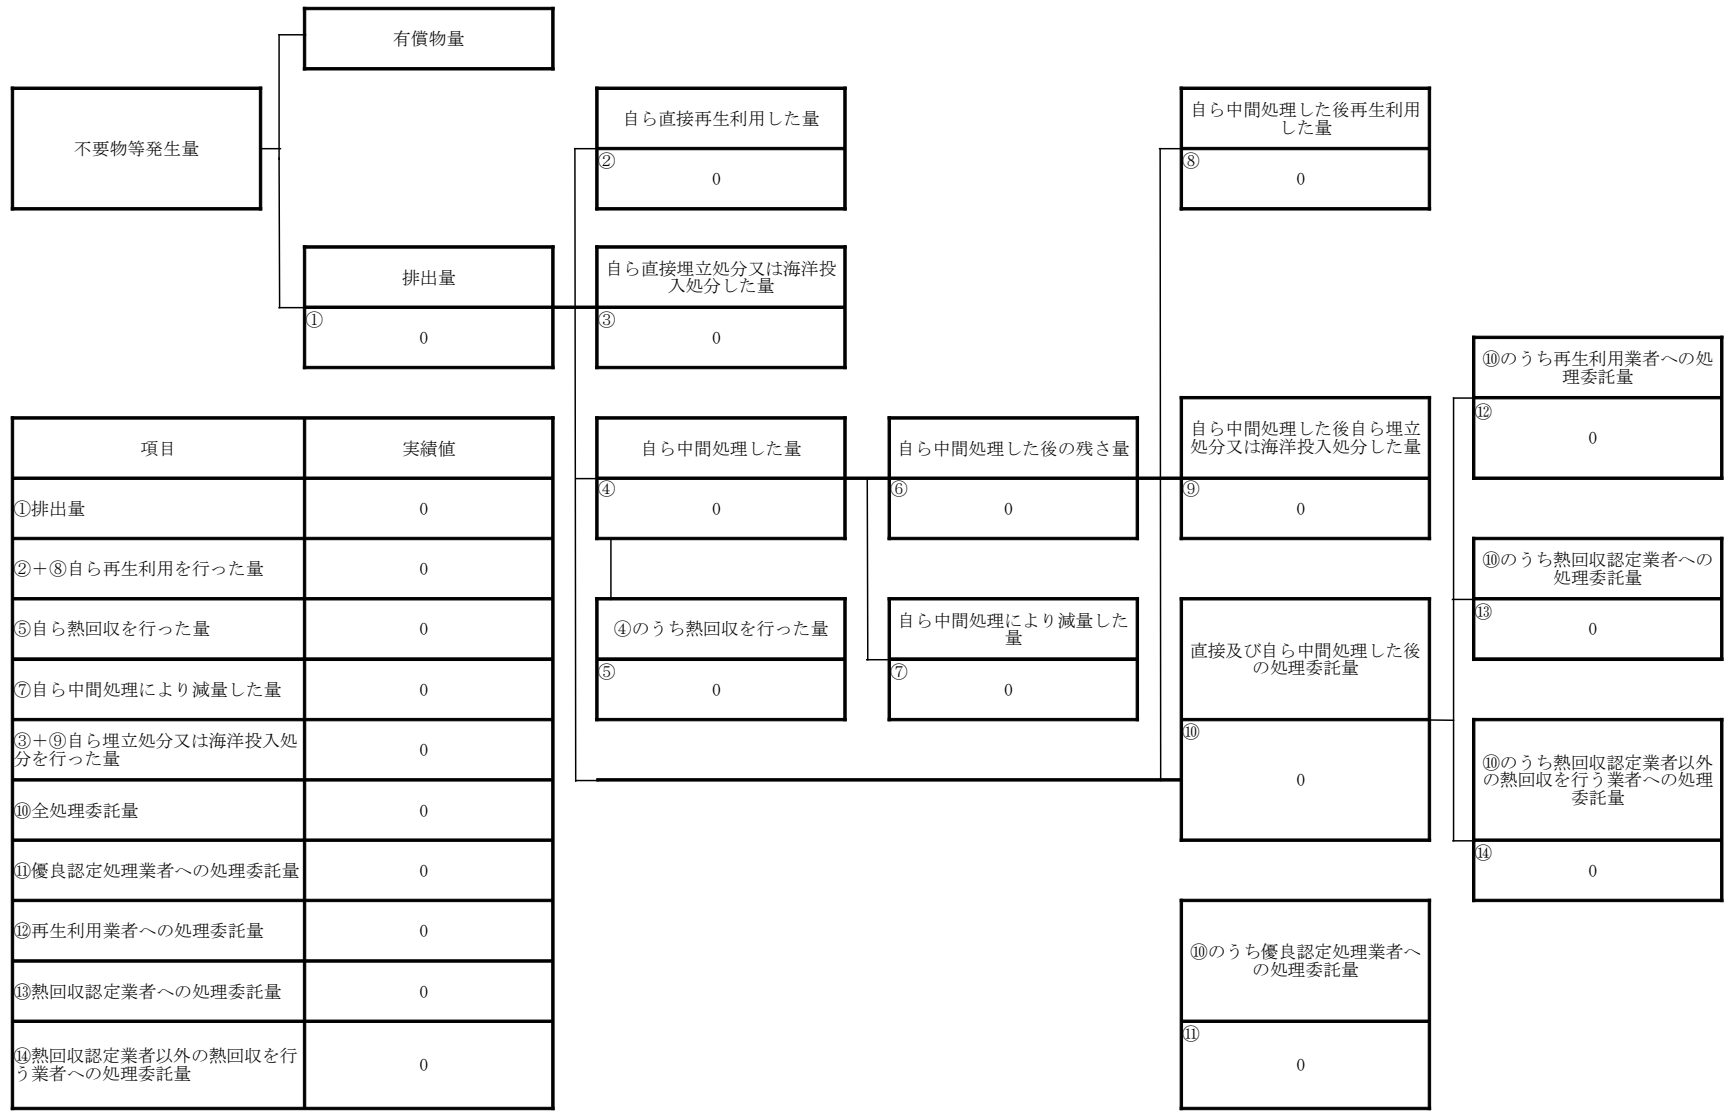 有償物量
不要物等発生量
自ら直接再生利用した量
②
0
自ら中間処理した後再生利用
した量
⑧
0
排出量
①
0
自ら直接埋立処分又は海洋投
入処分した量
③
0
⑩のうち再生利用業者への処
理委託量
⑫
0
項目
実績値
①排出量
0
②+⑧自ら再生利用を行った量
0
⑤自ら熱回収を行った量
0
⑦自ら中間処理により減量した量
0
③+⑨自ら埋立処分又は海洋投入処
分を行った量
0
⑩全処理委託量
0
⑪優良認定処理業者への処理委託量
0
⑫再生利用業者への処理委託量
0
⑬熱回収認定業者への処理委託量
0
⑭熱回収認定業者以外の熱回収を行
う業者への処理委託量
0
自ら中間処理した量
④
0
自ら中間処理した後の残さ量
⑥
0
自ら中間処理した後自ら埋立
処分又は海洋投入処分した量
⑨
0
⑩のうち熱回収認定業者への
処理委託量
⑬
0
④のうち熱回収を行った量
⑤
0
自ら中間処理により減量した
量
⑦
0
直接及び自ら中間処理した後
の処理委託量
⑩
0
⑩のうち熱回収認定業者以外
の熱回収を行う業者への処理
委託量
⑭
0
⑩のうち優良認定処理業者へ
の処理委託量
⑪
0